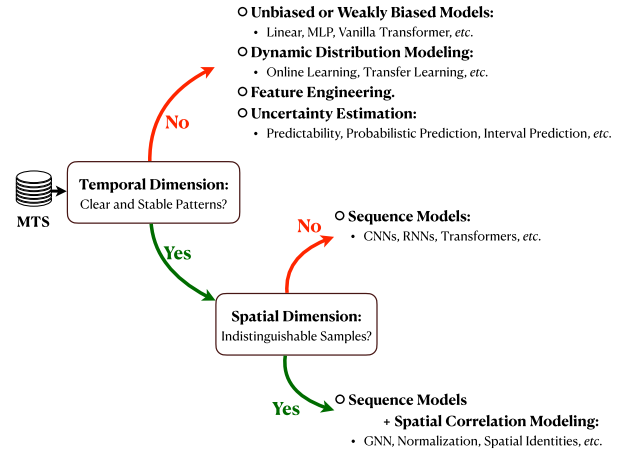 Unbiased or Weakly Biased Models:
• Linear, MLP, Vanilla Transformer, etc.
Dynamic Distribution Modeling:
• Online Learning, Transfer Learning, etc.
Feature Engineering.
Uncertainty Estimation:
• Predictability, Probabilistic Prediction, Interval Prediction, etc.
No
Temporal Dimension:
Clear and Stable Patterns?
MTS
Yes
No
Sequence Models:
• CNNs, RNNs, Transformers, etc.
Spatial Dimension:
Indistinguishable Samples?
Yes
Sequence Models
+ Spatial Correlation Modeling:
• GNN, Normalization, Spatial Identities, etc.